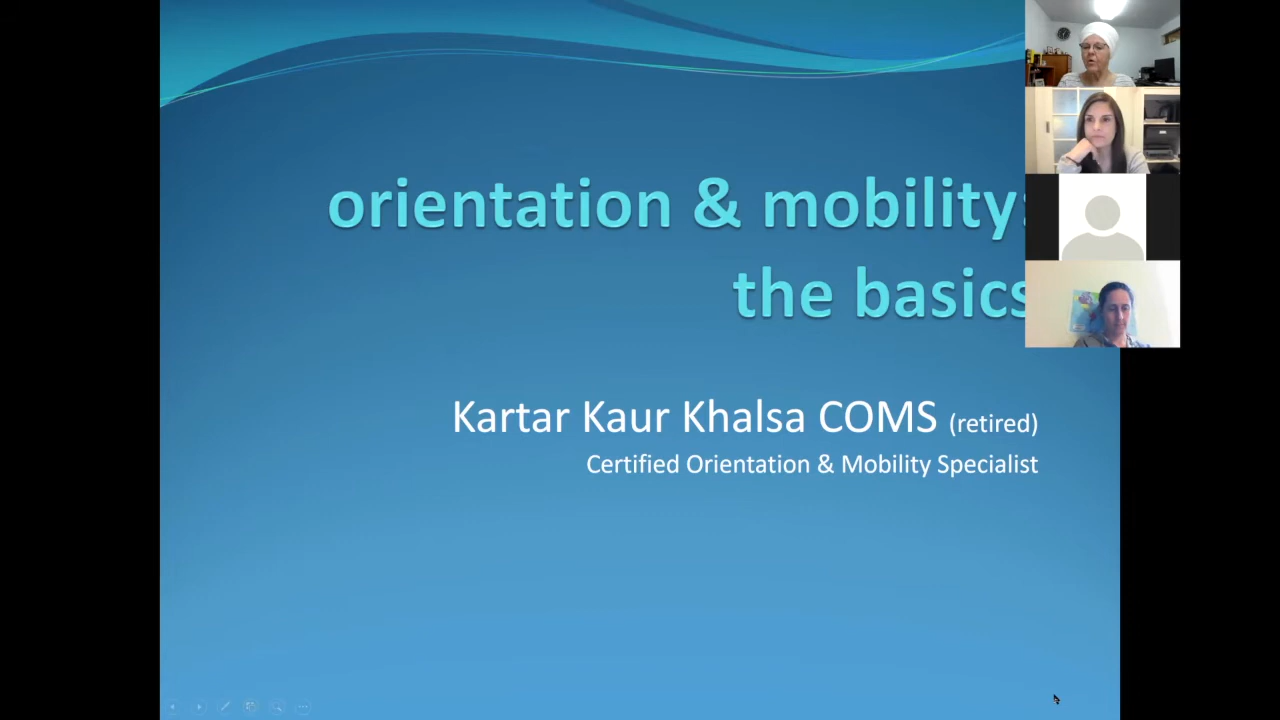 orientation & mobility:
the basics
Kartar Kaur Khalsa COMS (retired)
Certified Orientation & Mobility Specialist